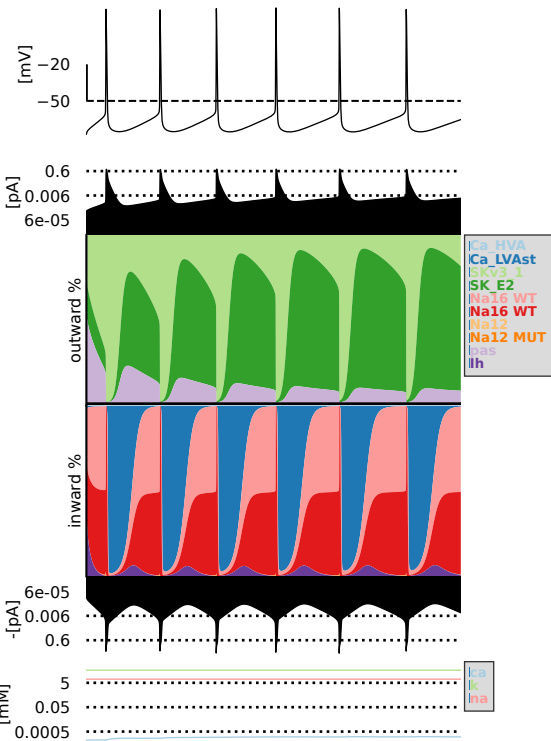 [mV]
−20
−50
[pA]
0.6
0.006
6e-05
outward %
Ca_HVA
Ca_LVAst
SKv3_1
SK_E2
Na16 WT
Na16 WT
Na12
Na12 MUT
pas
Ih
inward %
-[pA]
6e-05
0.006
0.6
[mM]
5
0.05
0.0005
ca
k
na